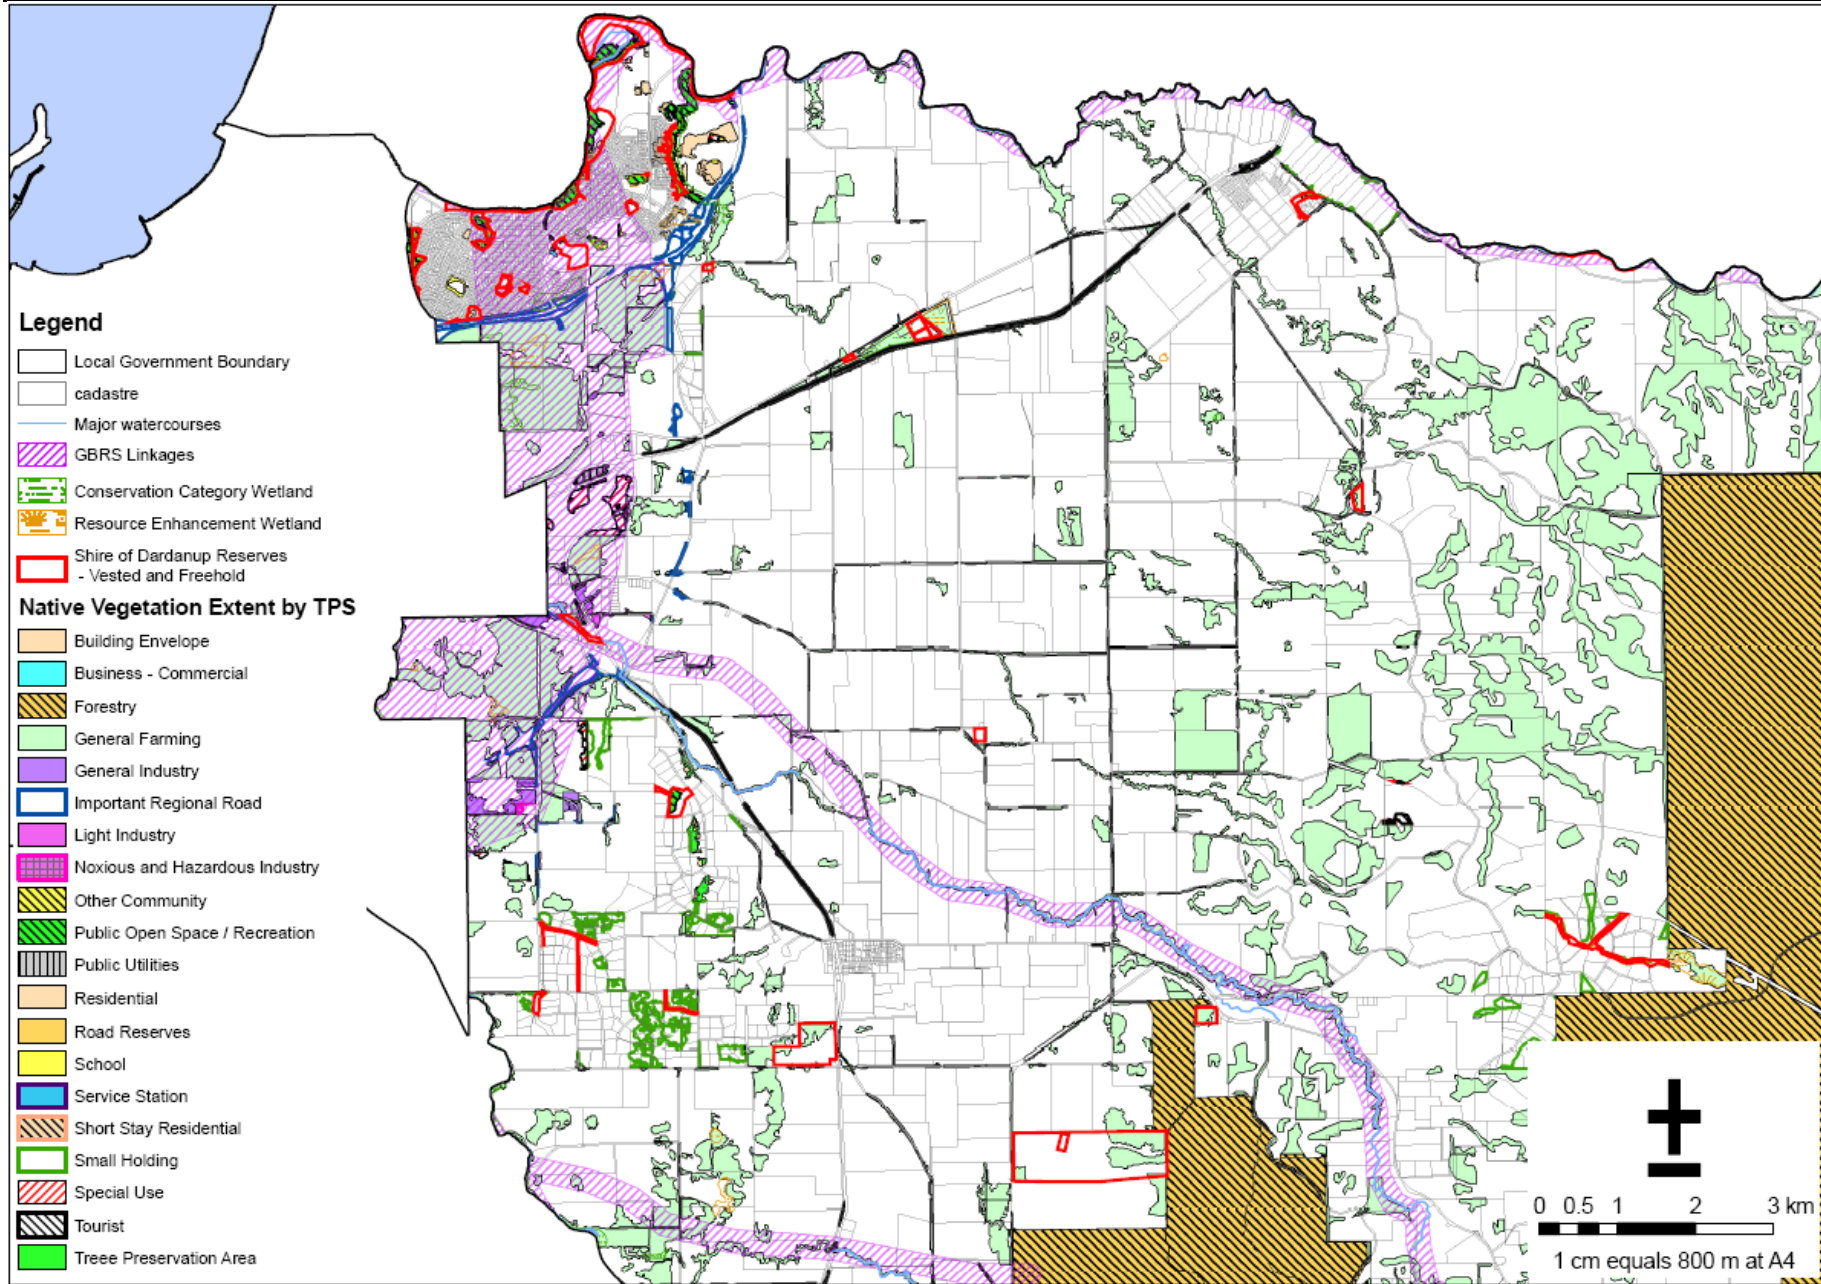 Legend
Local Government Boundary
cadastre
Major watercourses
GBRS Linkages
Conservation Category Wetland
Resource Enhancement Wetland
Shire of Dardanup Reserves
- Vested and Freehold
Native Vegetation Extent by TPS
Building Envelope
Business - Commercial
Forestry
General Farming
General Industry
Important Regional Road
Light Industry
Noxious and Hazardous Industry
Other Community
Public Open Space / Recreation
Public Utilities
Residential
Road Reserves
School
Service Station
Short Stay Residential
Small Holding
Special Use
Tourist
Treee Preservation Area
0 0.5 1 2 3 km
1 cm equals 800 m at A4